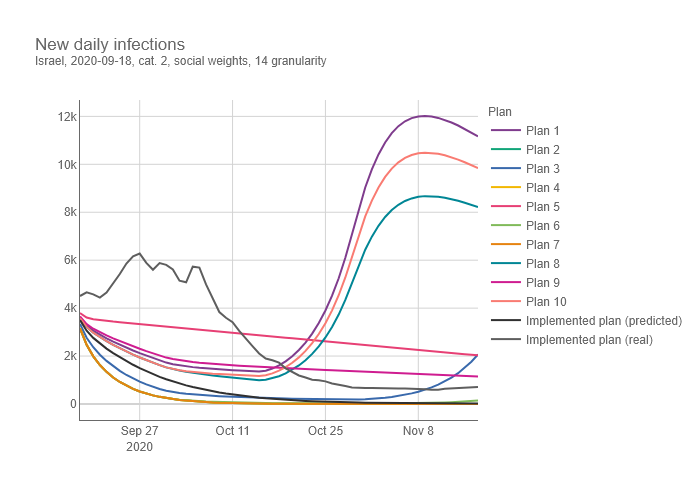 New daily infections
Israel, 2020-09-18, cat. 2, social weights, 14 granularity
12k
10k
8k
6k
4k
2k
0
Sep 27
2020
Oct 11
Oct 25
Nov 8
Plan
Plan 1
Plan 2
Plan 3
Plan 4
Plan 5
Plan 6
Plan 7
Plan 8
Plan 9
Plan 10
Implemented plan (predicted)
Implemented plan (real)